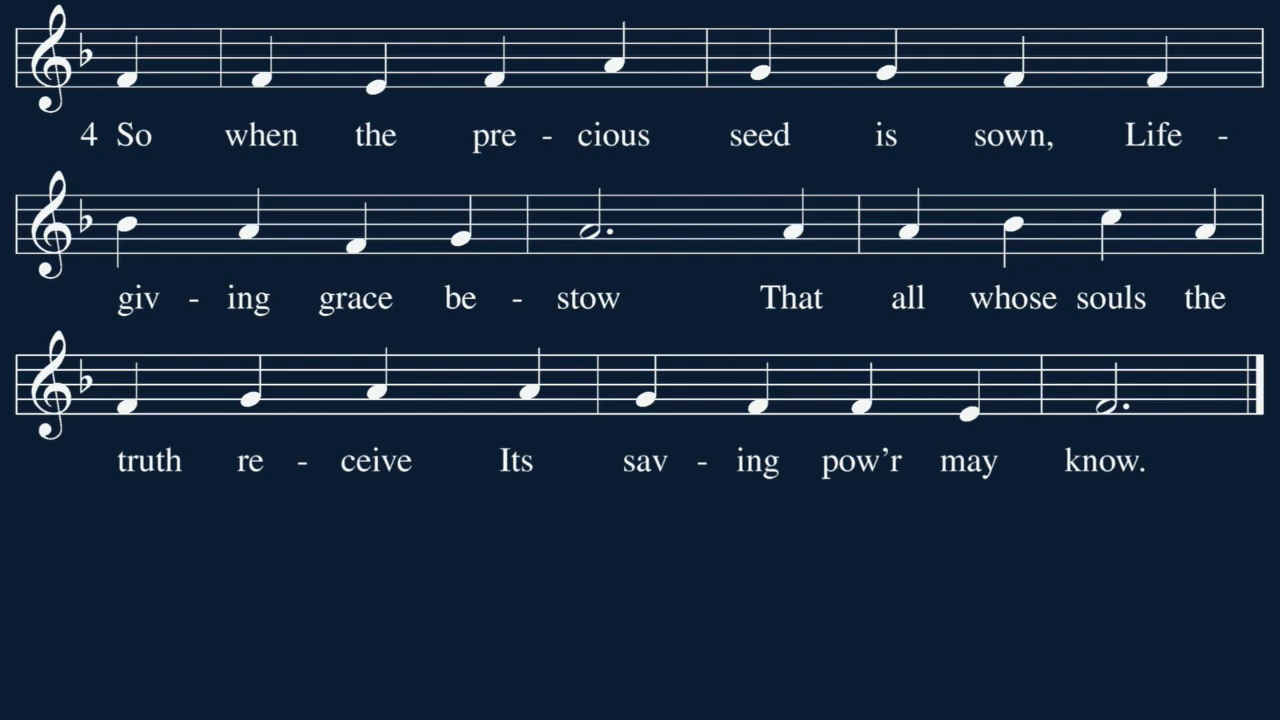 4 So when the pre - cious seed is sown, Life -
giv - ing grace be - stow That all whose souls the
truth re - ceive Its sav - ing pow’r may know.